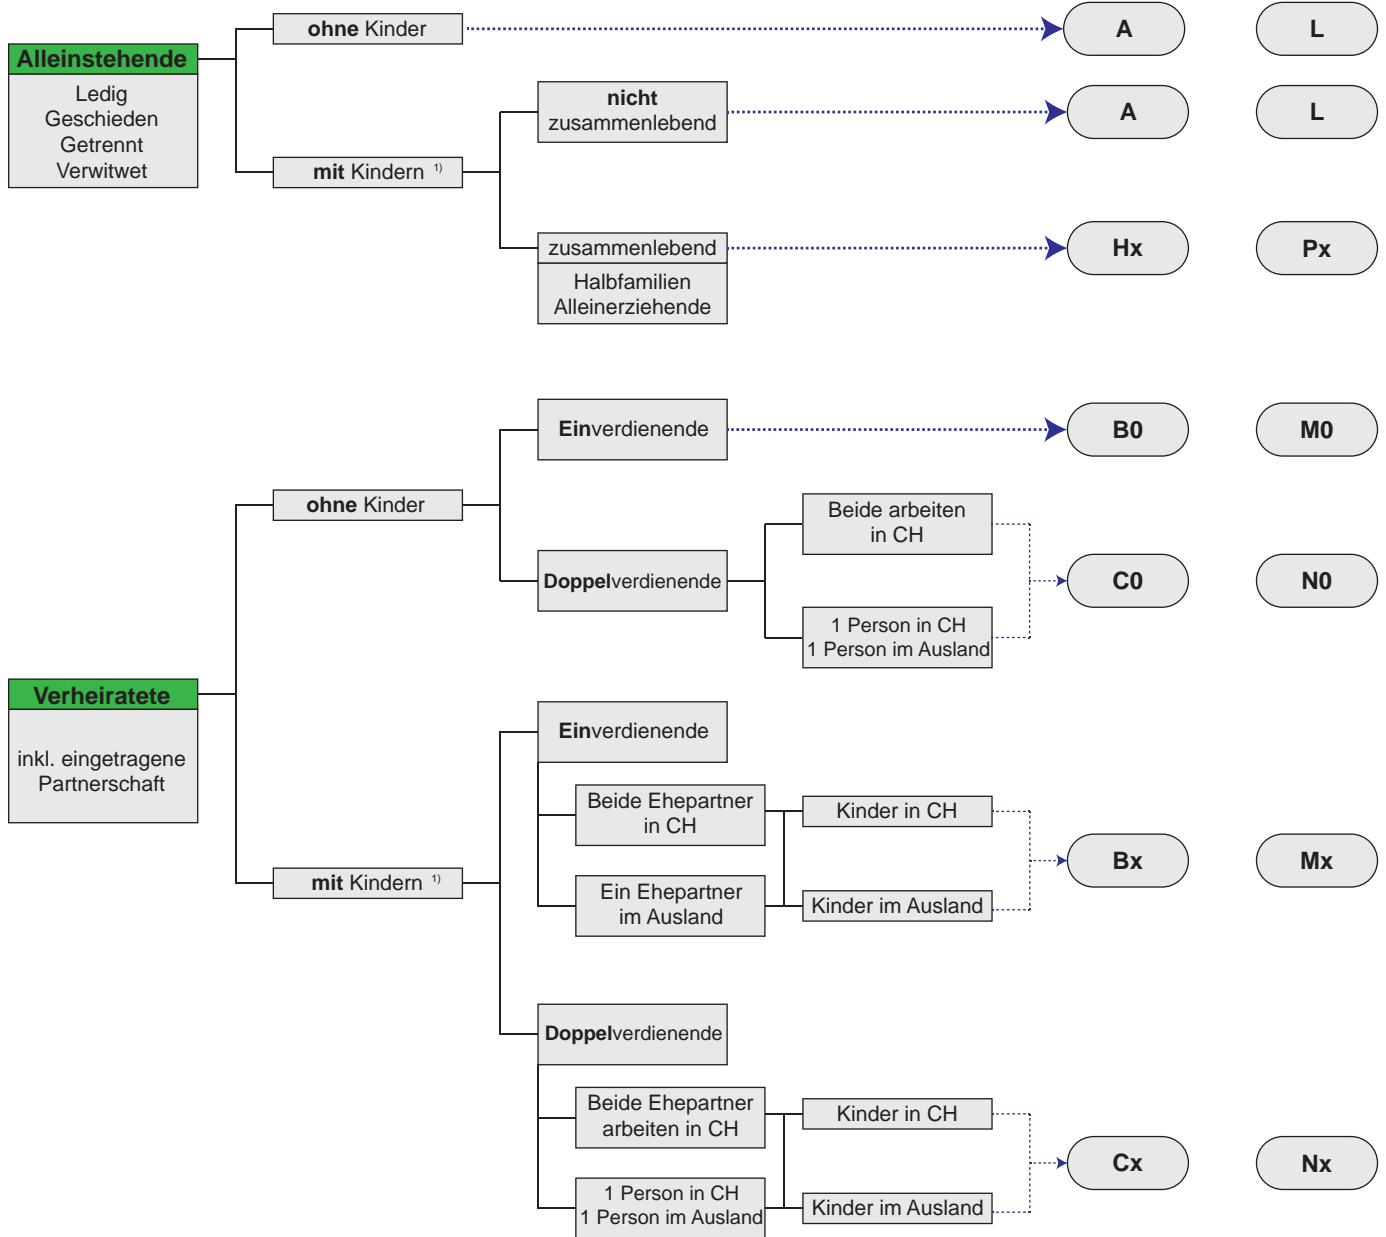 ohne Kinder
A
L
Alleinstehende
Ledig
Geschieden
Getrennt
Verwitwet
nicht
zusammenlebend
A
L
mit Kindern 1)
zusammenlebend
Halbfamilien
Alleinerziehende
Hx
Px
Einverdienende
B0
M0
ohne Kinder
Beide arbeiten
in CH
Doppelverdienende
C0
N0
1 Person in CH
1 Person im Ausland
Verheiratete
inkl. eingetragene
Partnerschaft
Einverdienende
Beide Ehepartner
in CH
Kinder in CH
Bx
Mx
mit Kindern 1)
Ein Ehepartner
im Ausland
Kinder im Ausland
Doppelverdienende
Beide Ehepartner
arbeiten in CH
Kinder in CH
Cx
Nx
1 Person in CH
1 Person im Ausland
Kinder im Ausland